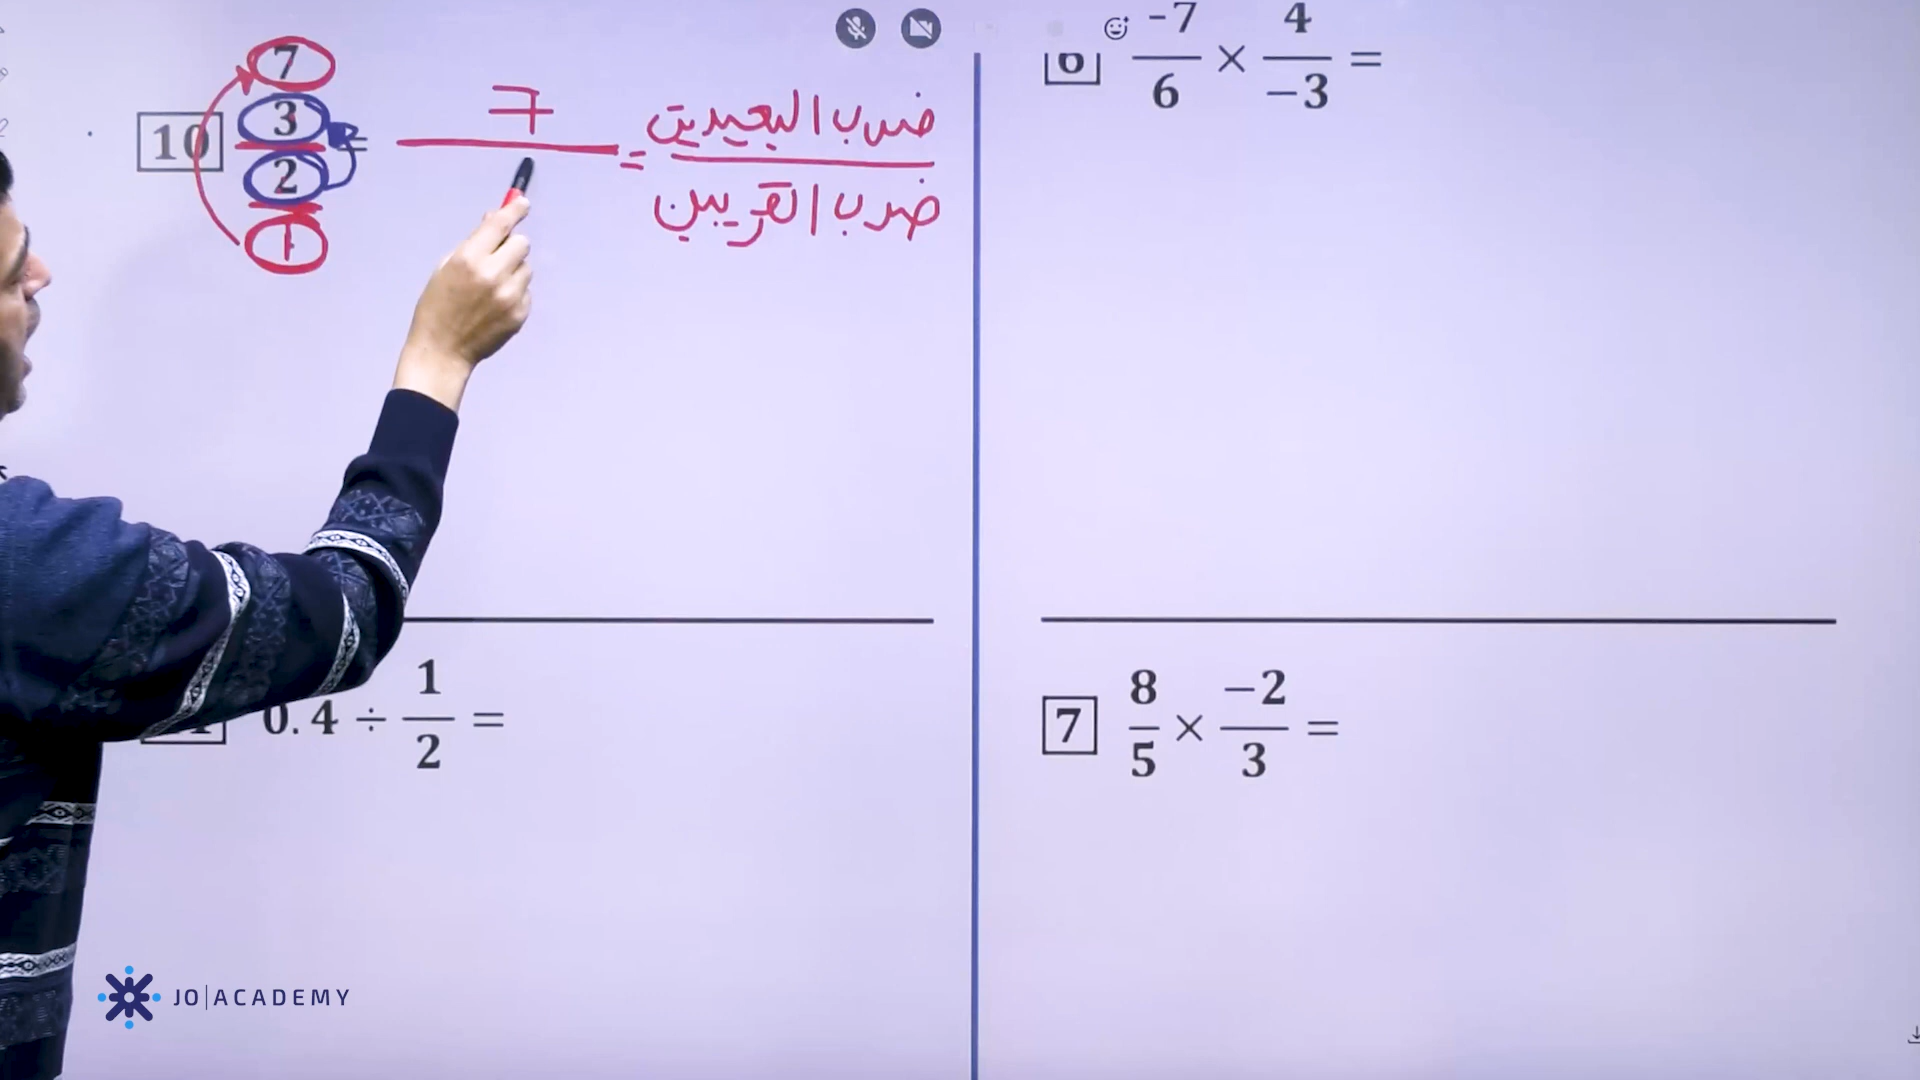 10
7
3
2
1
=
7
=
ضرب البعيدين
ضرب القريبين
0.4 ÷ 1/2 =
6
-7/6 × 4/-3 =
7
8/5 × -2/3 =
JO|ACADEMY